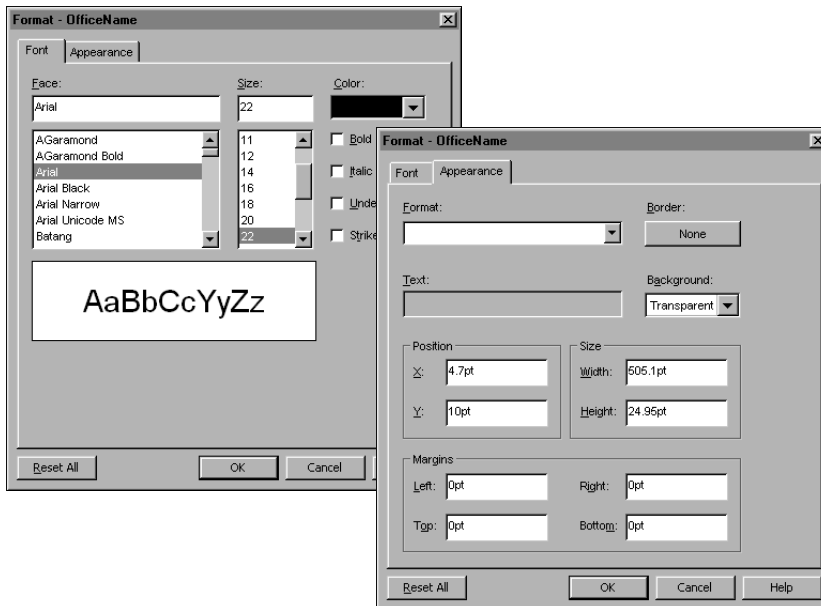 Format - OfficeName
Font Appearance
Face: Size: Color:
Arial 22
AGaramond 11 Bold
AGaramond Bold 12
Arial 14 Italic
Arial Black 16
Arial Narrow 18 Unde
Arial Unicode MS 20
Batang 22 Strike
AaBbCcYyZz
Reset All OK Cancel
Format - OfficeName
Font Appearance
Format: Border:
None
Text: Background:
Transparent
Position Size
X: 4.7pt Width: 505.1pt
Y: 10pt Height: 24.95pt
Margins
Left: 0pt Right: 0pt
Top: 0pt Bottom: 0pt
Reset All OK Cancel Help